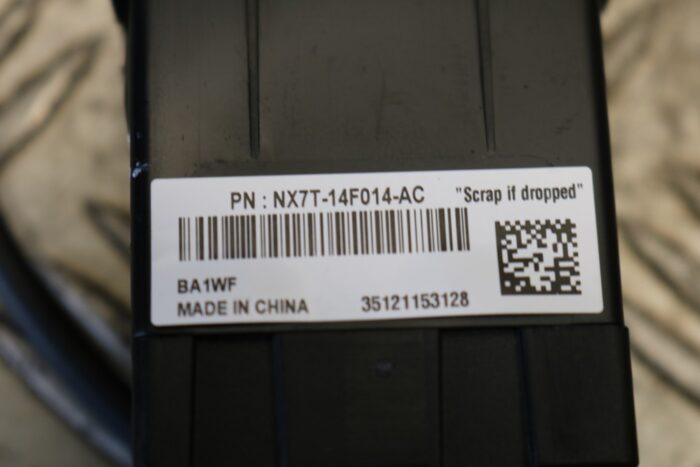 PN : NX7T-14F014-AC "Scrap if dropped"
BA1WF
MADE IN CHINA 35121153128